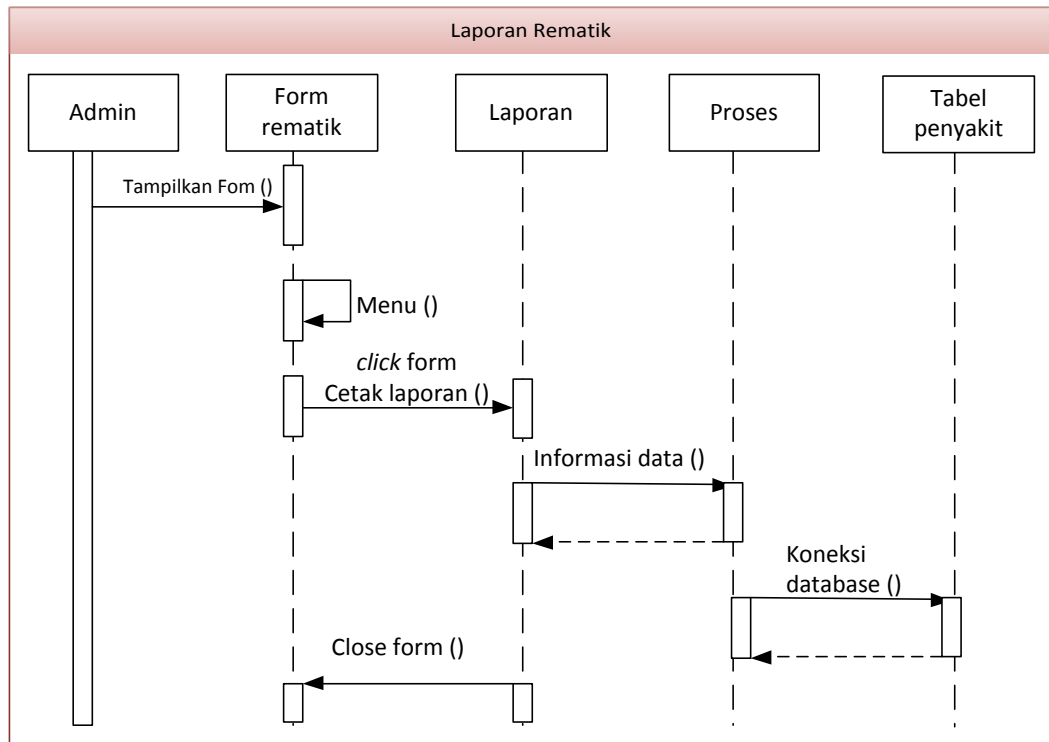 Laporan Rematik
Admin
Form
rematik
Laporan
Proses
Tabel
penyakit
Tampilkan Fom ()
Menu ()
click form
Cetak laporan ()
Informasi data ()
Koneksi
database ()
Close form ()